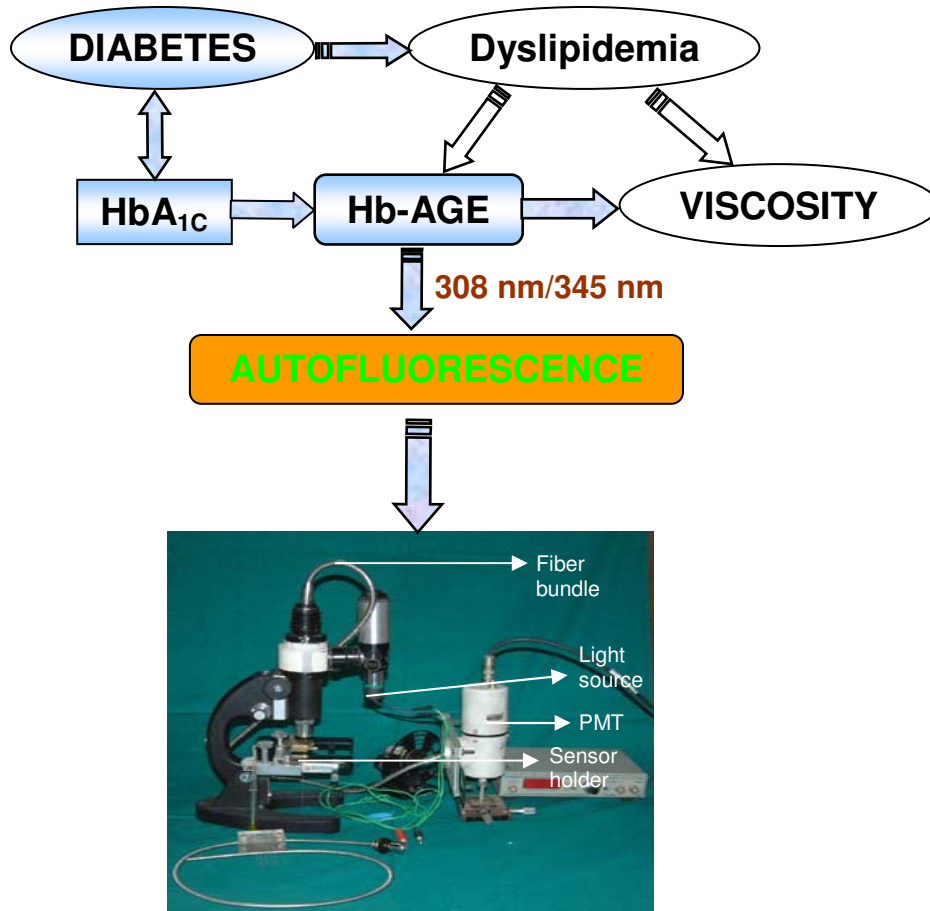 DIABETES
Dyslipidemia
HbA1C
Hb-AGE
VISCOSITY
308 nm/345 nm
AUTOFLUORESCENCE
Fiber
bundle
Light
source
PMT
Sensor
holder